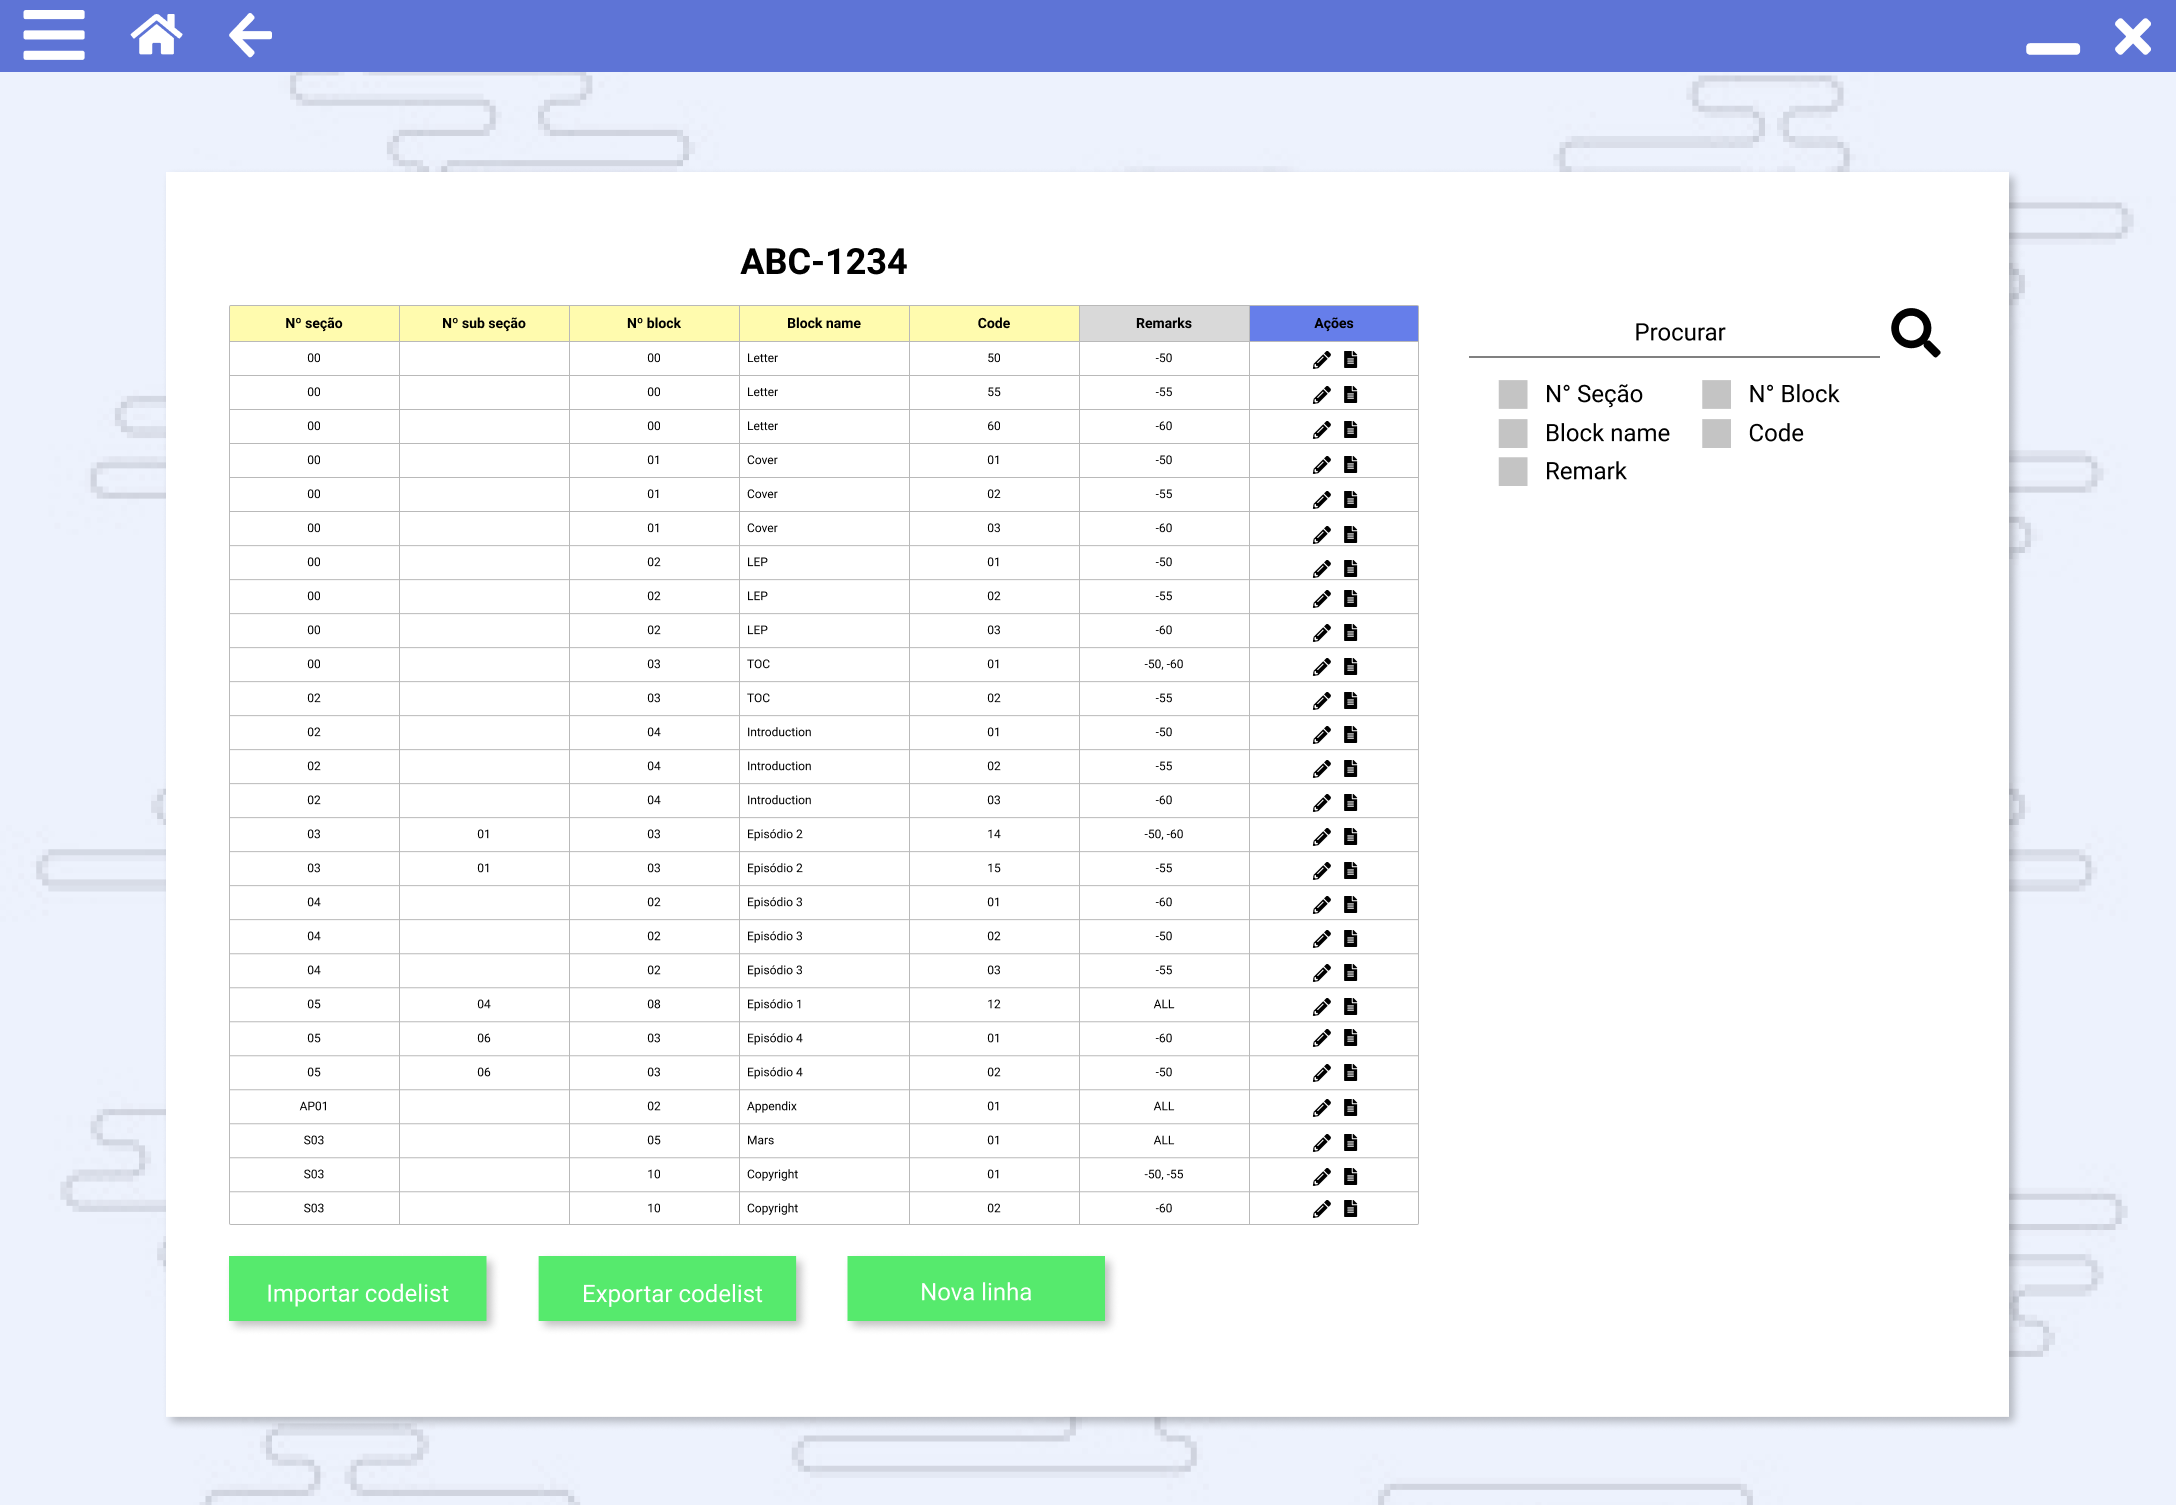 ABC-1234
Nº seção Nº sub seção Nº block Block name Code Remarks Ações
00 00 Letter 50 -50
00 00 Letter 55 -55
00 00 Letter 60 -60
00 01 Cover 01 -50
00 01 Cover 02 -55
00 01 Cover 03 -60
00 02 LEP 01 -50
00 02 LEP 02 -55
00 02 LEP 03 -60
00 03 TOC 01 -50, -60
02 03 TOC 02 -55
02 04 Introduction 01 -50
02 04 Introduction 02 -55
02 04 Introduction 03 -60
03 01 03 Episódio 2 14 -50, -60
03 01 03 Episódio 2 15 -55
04 02 Episódio 3 01 -60
04 02 Episódio 3 02 -50
04 02 Episódio 3 03 -55
05 04 08 Episódio 1 12 ALL
05 06 03 Episódio 4 01 -60
05 06 03 Episódio 4 02 -50
AP01 02 Appendix 01 ALL
S03 05 Mars 01 ALL
S03 10 Copyright 01 -50, -55
S03 10 Copyright 02 -60
Procurar
N° Seção N° Block
Block name Code
Remark
Importar codelist Exportar codelist Nova linha